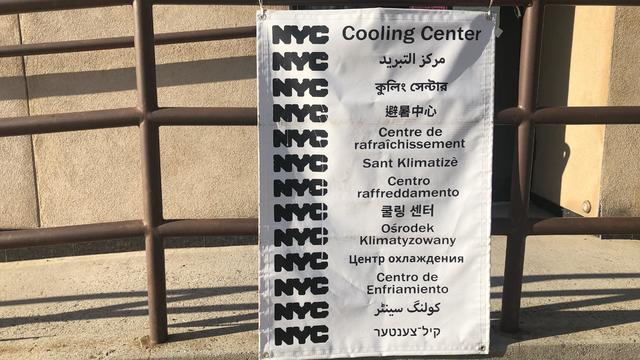 NYC Cooling Center
NYC مركز التبريد
NYC কুলিং সেন্টার
NYC 避暑中心
NYC Centre de
rafraîchissement
NYC Sant Klimatizè
NYC Centro
raffreddamento
NYC 쿨링 센터
NYC Ośrodek
Klimatyzowany
NYC Центр охлаждения
NYC Centro de
Enfriamiento
NYC کولنگ سینٹر
NYC קיל-צענטער